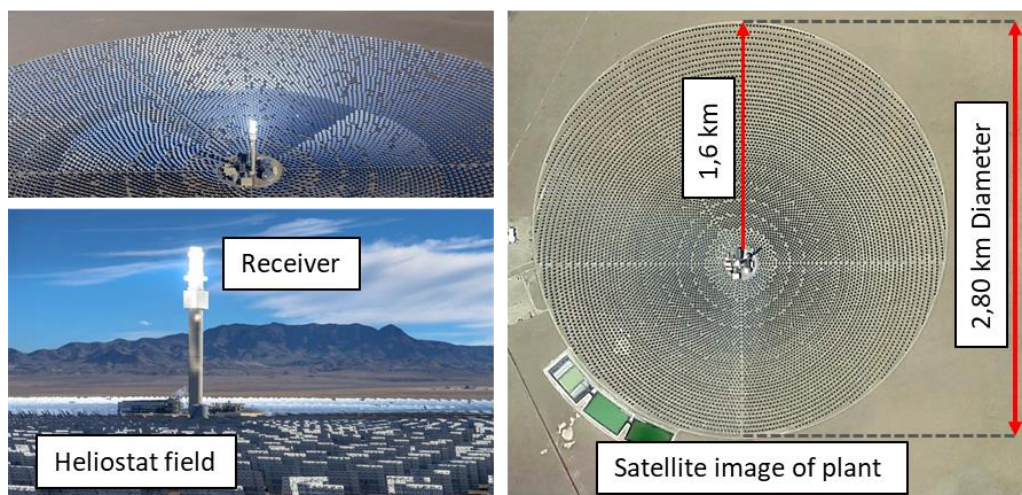 Receiver
Heliostat field
1,6 km
2,80 km Diameter
Satellite image of plant